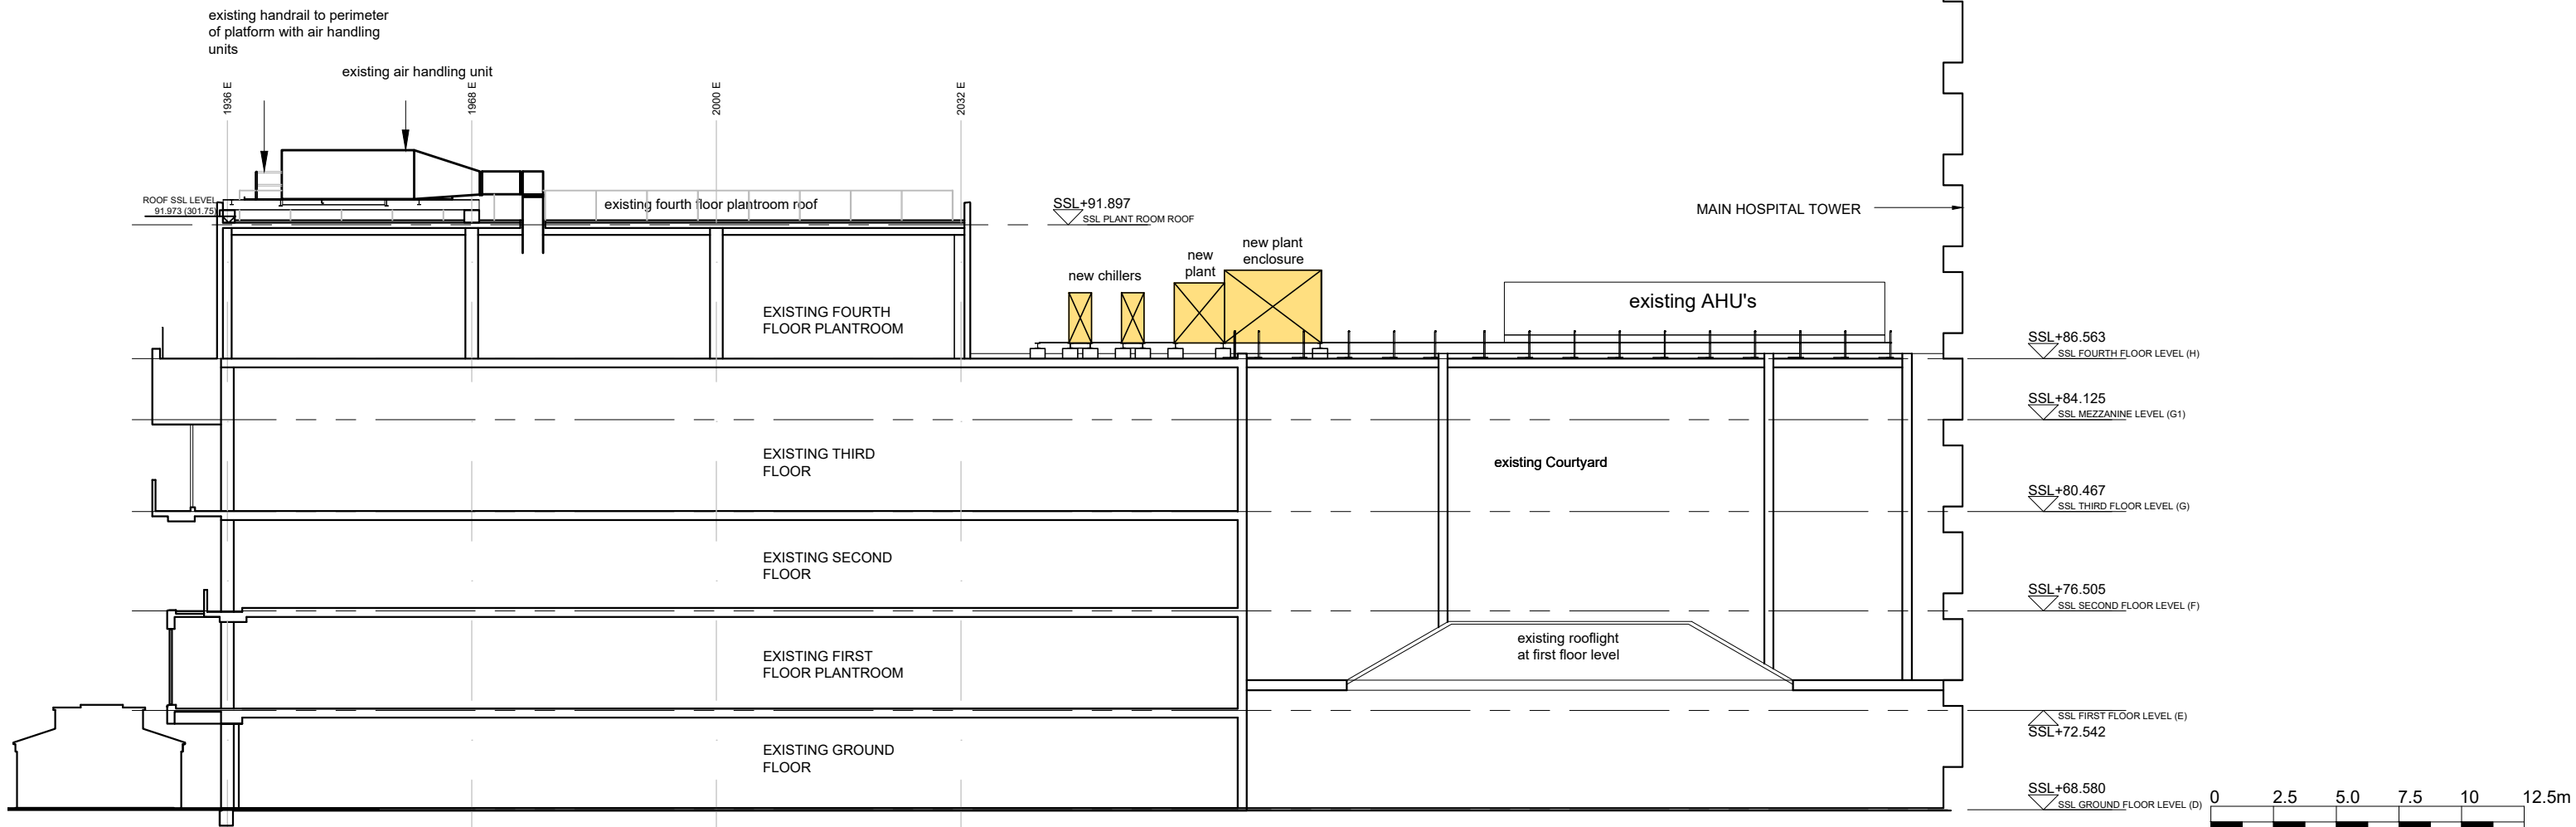 existing handrail to perimeter
of platform with air handling
units
existing air handling unit
1936 E
1968 E
2000 E
2032 E
ROOF SSL LEVEL
91.973 (301.75)
existing fourth floor plantroom roof
SSL+91.897
SSL PLANT ROOM ROOF
MAIN HOSPITAL TOWER
new chillers
new
plant
new plant
enclosure
existing AHU's
EXISTING FOURTH
FLOOR PLANTROOM
SSL+86.563
SSL FOURTH FLOOR LEVEL (H)
SSL+84.125
SSL MEZZANINE LEVEL (G1)
EXISTING THIRD
FLOOR
existing Courtyard
SSL+80.467
SSL THIRD FLOOR LEVEL (G)
EXISTING SECOND
FLOOR
SSL+76.505
SSL SECOND FLOOR LEVEL (F)
EXISTING FIRST
FLOOR PLANTROOM
existing rooflight
at first floor level
SSL FIRST FLOOR LEVEL (E)
SSL+72.542
EXISTING GROUND
FLOOR
SSL+68.580
SSL GROUND FLOOR LEVEL (D)
0 2.5 5.0 7.5 10 12.5m